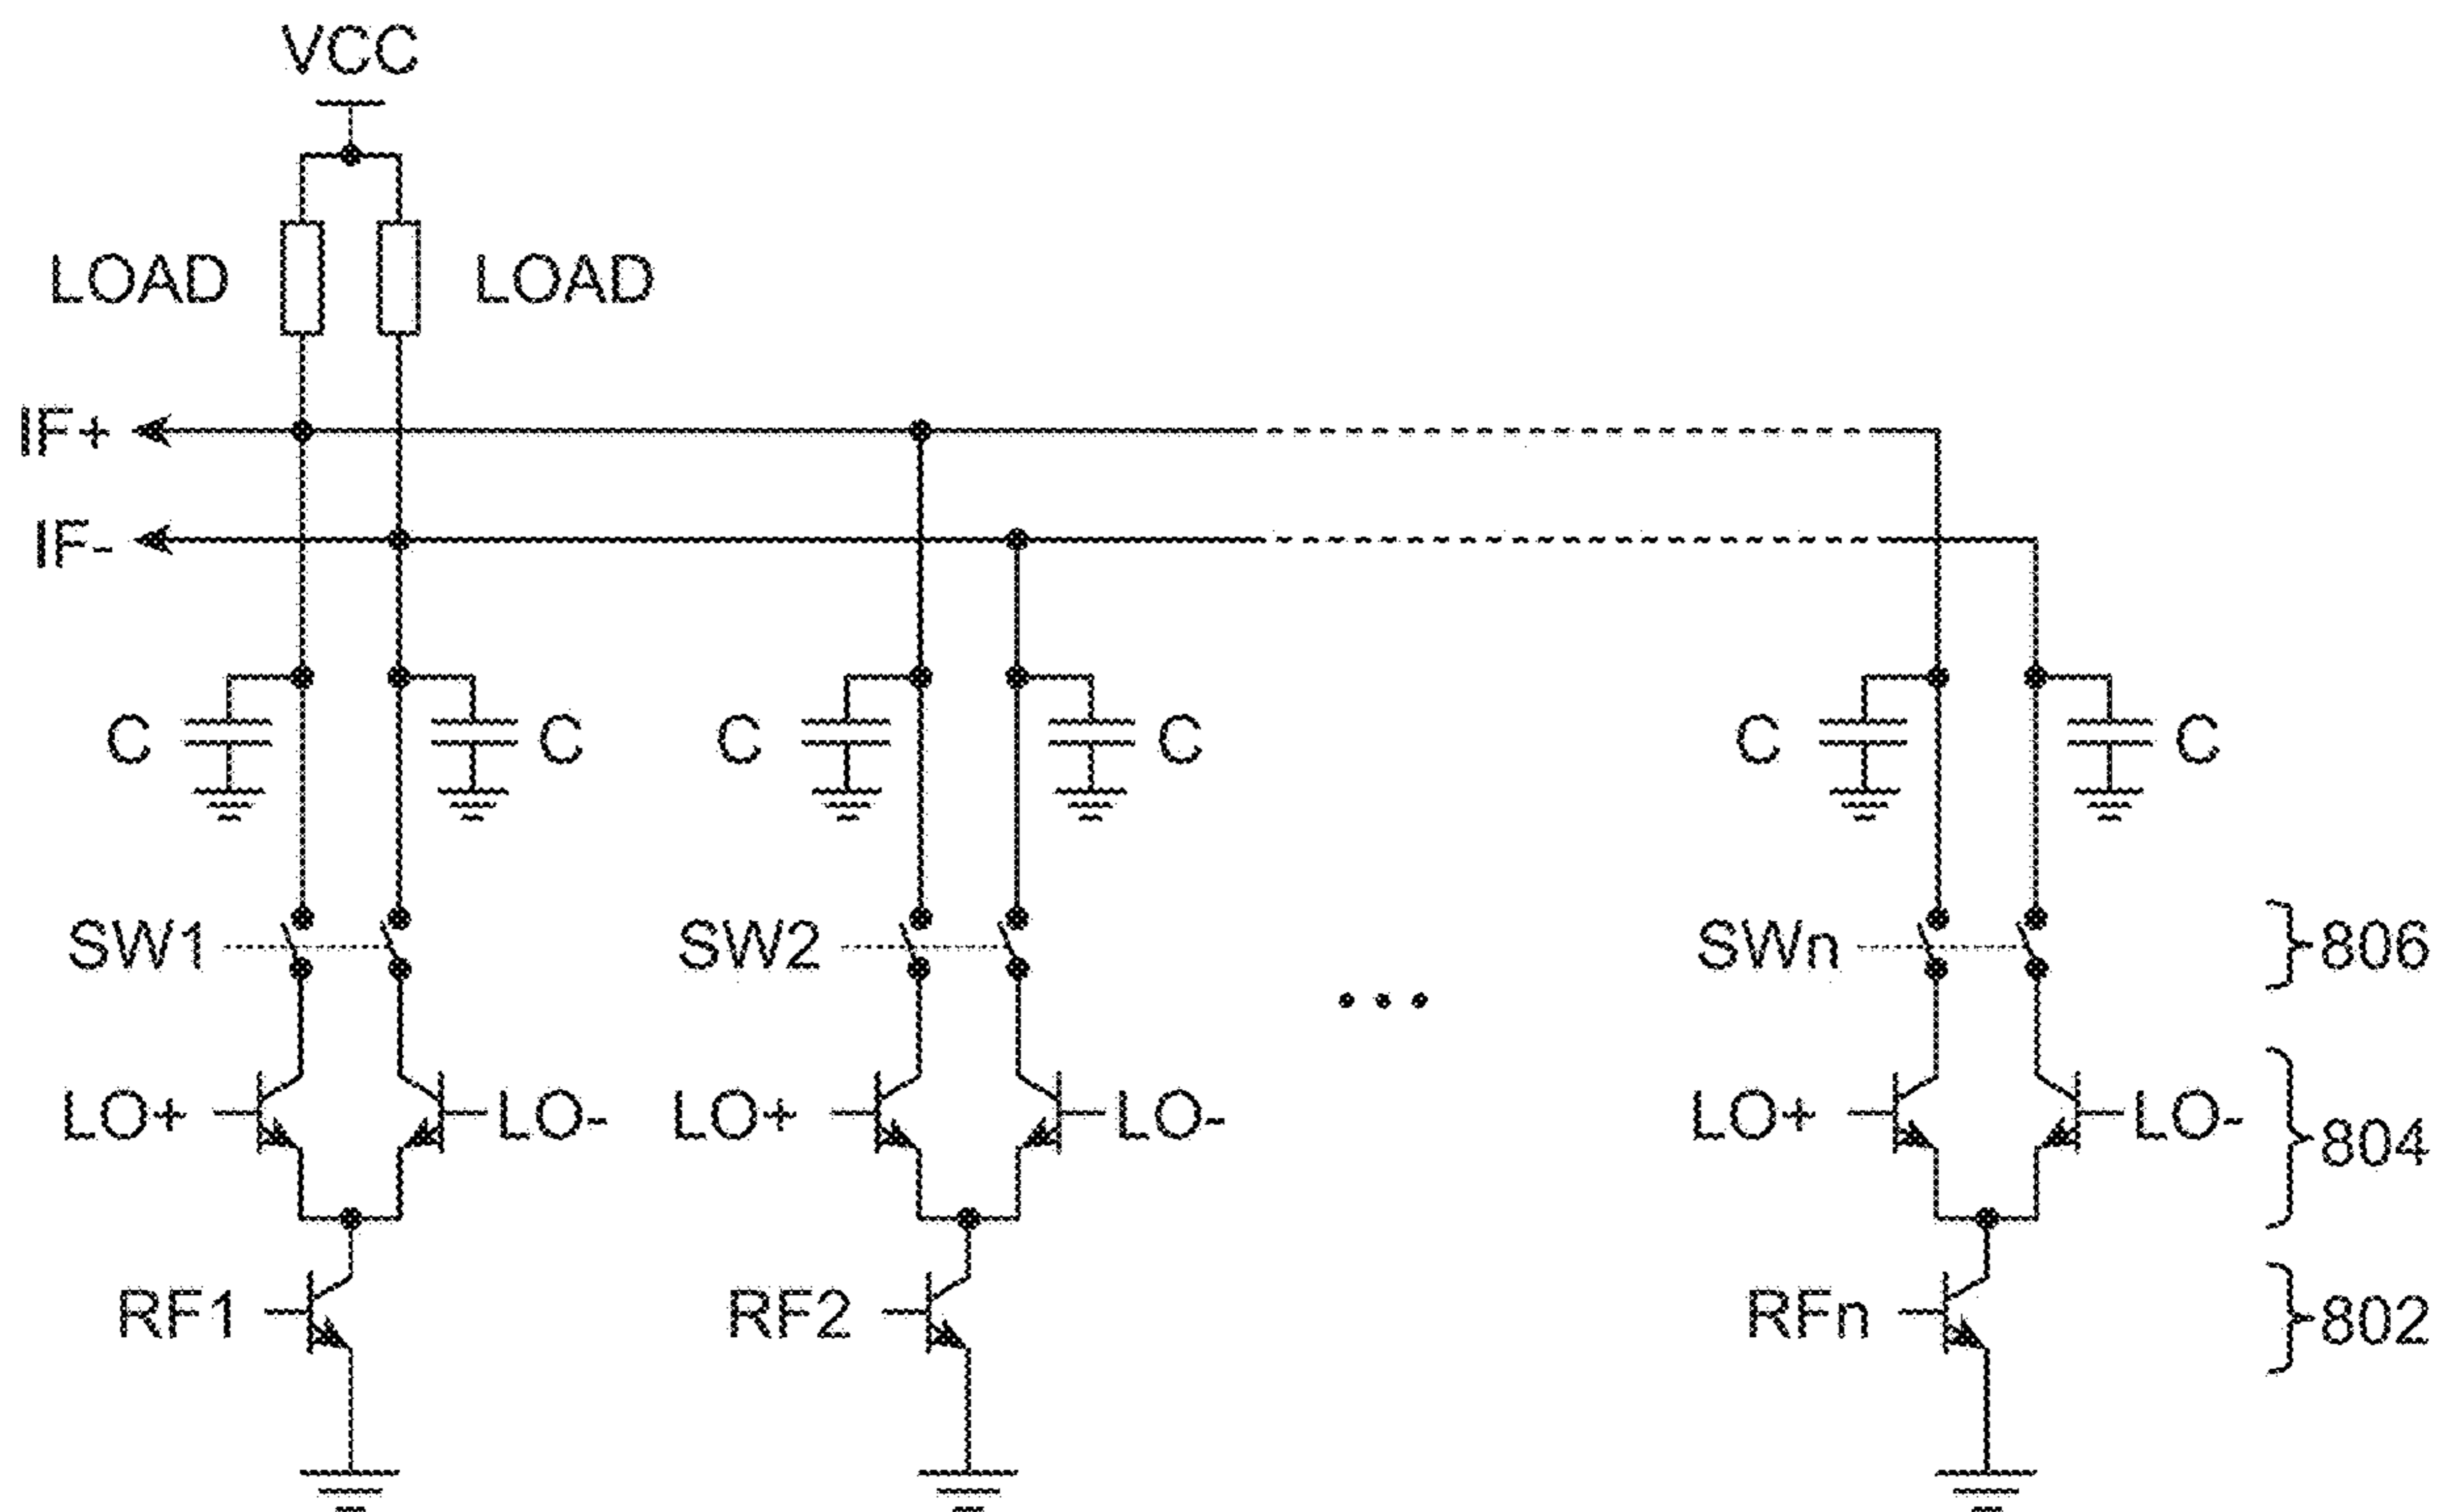 VCC
LOAD LOAD
IF+
IF-
C C C C C C
SW1 SW2 SWn 806
...
LO+ LO- LO+ LO- LO+ LO- 804
RF1 RF2 RFn 802